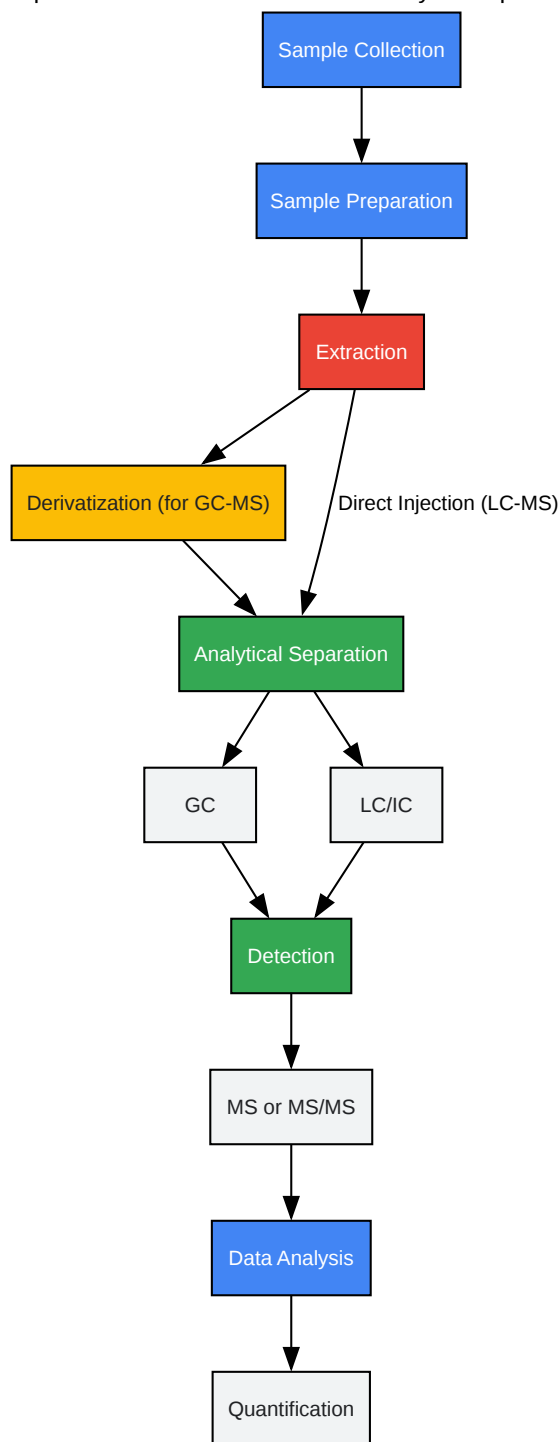 Sample Collection
Sample Preparation
Extraction
Derivatization (for GC-MS)
Direct Injection (LC-MS)
Analytical Separation
GC
LC/IC
Detection
MS or MS/MS
Data Analysis
Quantification